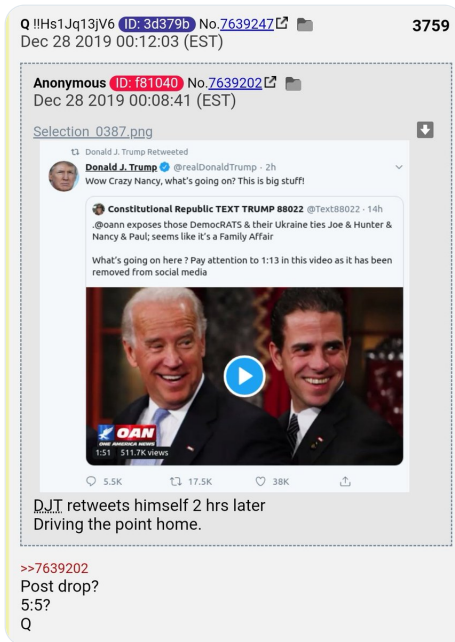 Q !!Hs1Jq13jV6 ID: 3d379b No.7639247 3759
Dec 28 2019 00:12:03 (EST)
Anonymous ID: f81040 No.7639202
Dec 28 2019 00:08:41 (EST)
Selection_0387.png
Donald J. Trump Retweeted
Donald J. Trump @realDonaldTrump · 2h
Wow Crazy Nancy, what's going on? This is big stuff!
Constitutional Republic TEXT TRUMP 88022 @Text88022 · 14h
.@oann exposes those DemocRATS & their Ukraine ties Joe & Hunter &
Nancy & Paul; seems like it's a Family Affair
What's going on here ? Pay attention to 1:13 in this video as it has been
removed from social media
OAN
ONE AMERICA NEWS
1:51 511.7K views
5.5K 17.5K 38K
DJT retweets himself 2 hrs later
Driving the point home.
>>7639202
Post drop?
5:5?
Q